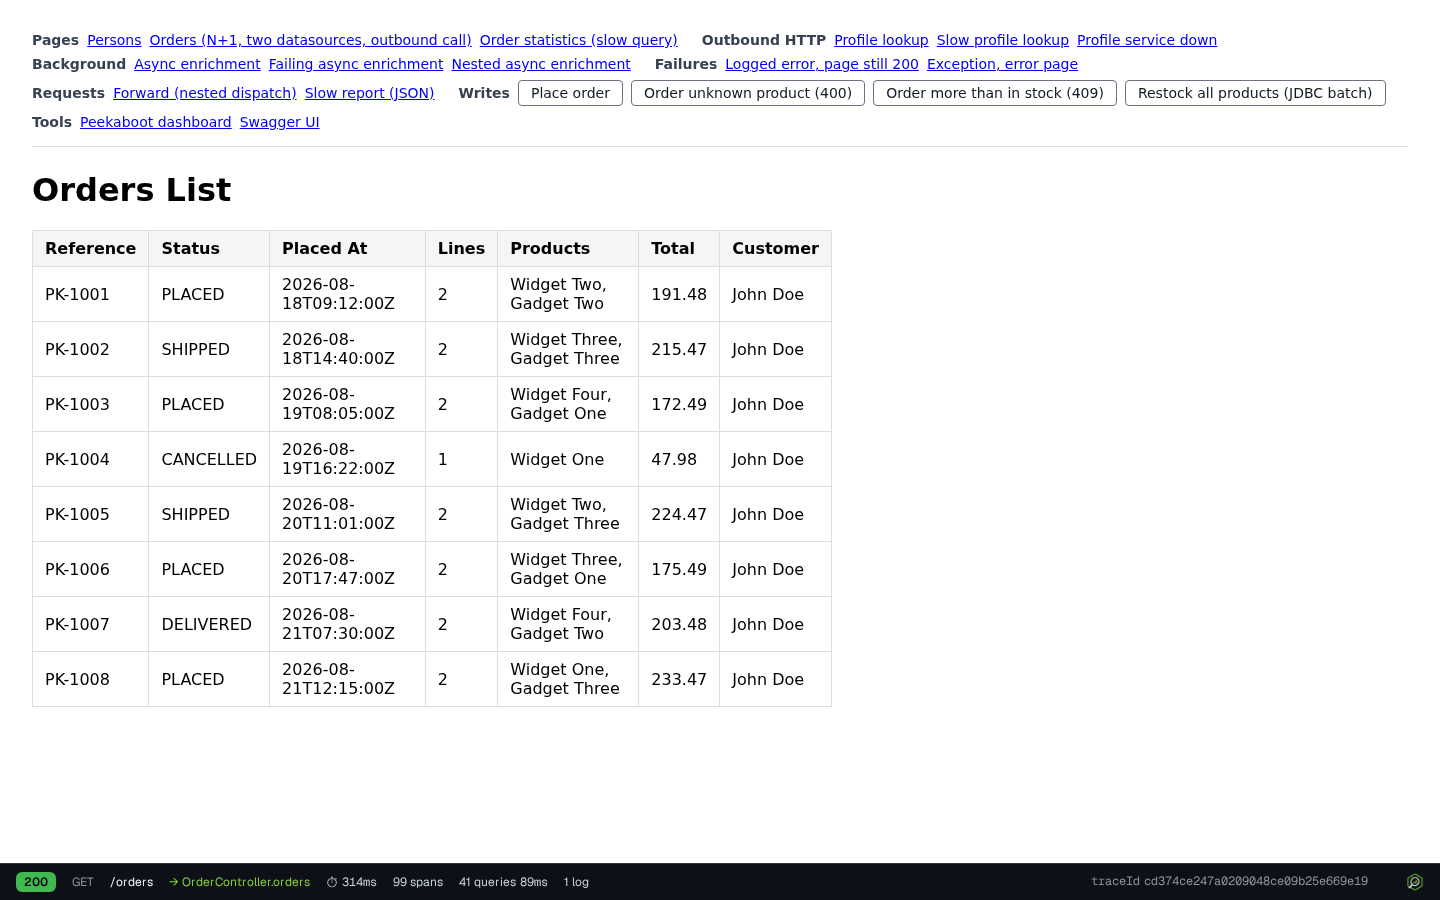 Pages Persons Orders (N+1, two datasources, outbound call) Order statistics (slow query) Outbound HTTP Profile lookup Slow profile lookup Profile service down
Background Async enrichment Failing async enrichment Nested async enrichment Failures Logged error, page still 200 Exception, error page
Requests Forward (nested dispatch) Slow report (JSON) Writes Place order Order unknown product (400) Order more than in stock (409) Restock all products (JDBC batch)
Tools Peekaboot dashboard Swagger UI
Orders List
Reference Status Placed At Lines Products Total Customer
PK-1001 PLACED 2026-08-18T09:12:00Z 2 Widget Two, Gadget Two 191.48 John Doe
PK-1002 SHIPPED 2026-08-18T14:40:00Z 2 Widget Three, Gadget Three 215.47 John Doe
PK-1003 PLACED 2026-08-19T08:05:00Z 2 Widget Four, Gadget One 172.49 John Doe
PK-1004 CANCELLED 2026-08-19T16:22:00Z 1 Widget One 47.98 John Doe
PK-1005 SHIPPED 2026-08-20T11:01:00Z 2 Widget Two, Gadget Three 224.47 John Doe
PK-1006 PLACED 2026-08-20T17:47:00Z 2 Widget Three, Gadget One 175.49 John Doe
PK-1007 DELIVERED 2026-08-21T07:30:00Z 2 Widget Four, Gadget Two 203.48 John Doe
PK-1008 PLACED 2026-08-21T12:15:00Z 2 Widget One, Gadget Three 233.47 John Doe
200 GET /orders → OrderController.orders ⏱ 314ms 99 spans 41 queries 89ms 1 log traceId cd374ce247a0209048ce09b25e669e19